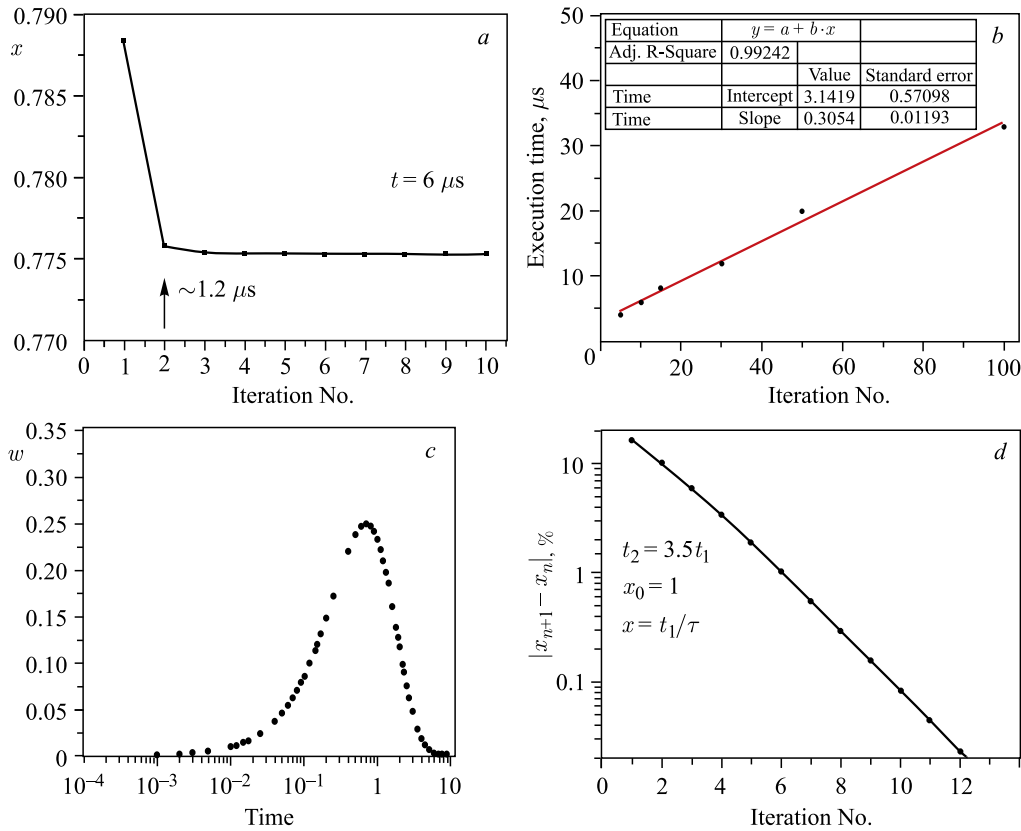 a
x
0.790
0.785
0.780
0.775
0.770
t = 6 μs
~1.2 μs
0 1 2 3 4 5 6 7 8 9 10
Iteration No.
b
Execution time, μs
50
40
30
20
10
0
Equation y = a + b · x
Adj. R-Square 0.99242
Value Standard error
Time Intercept 3.1419 0.57098
Time Slope 0.3054 0.01193
20 40 60 80 100
Iteration No.
c
w
0.35
0.30
0.25
0.20
0.15
0.10
0.05
0
10⁻⁴ 10⁻³ 10⁻² 10⁻¹ 1 10
Time
d
|xₙ₊₁ − xₙ|, %
10
1
0.1
t₂ = 3.5t₁
x₀ = 1
x = t₁/τ
0 2 4 6 8 10 12
Iteration No.